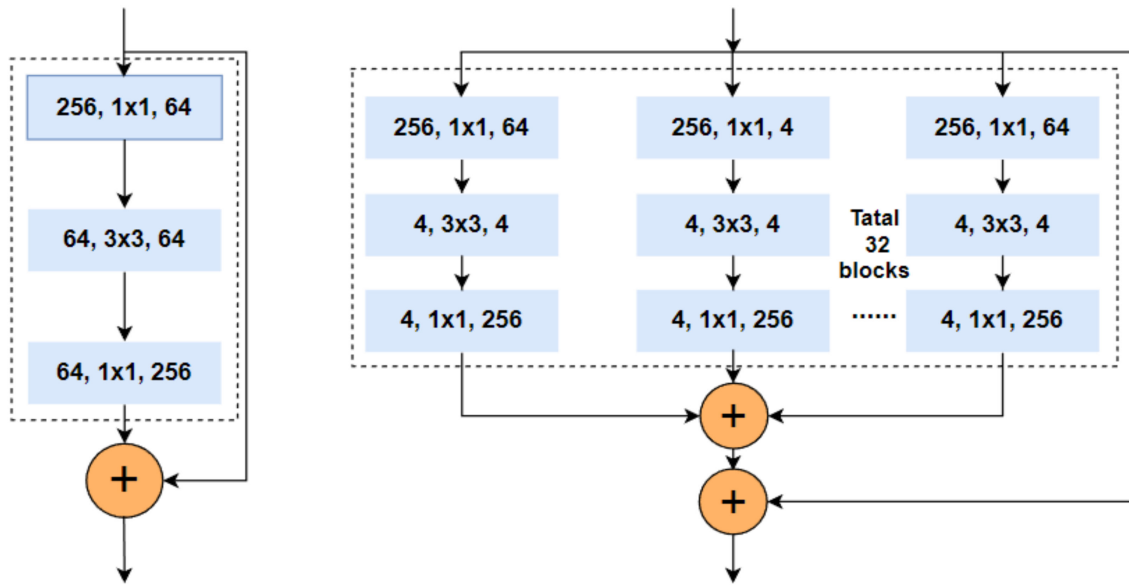 256, 1x1, 64
64, 3x3, 64
64, 1x1, 256
+
256, 1x1, 64
256, 1x1, 4
256, 1x1, 64
4, 3x3, 4
4, 3x3, 4
Tatal
32
blocks
4, 3x3, 4
4, 1x1, 256
4, 1x1, 256
......
4, 1x1, 256
+
+